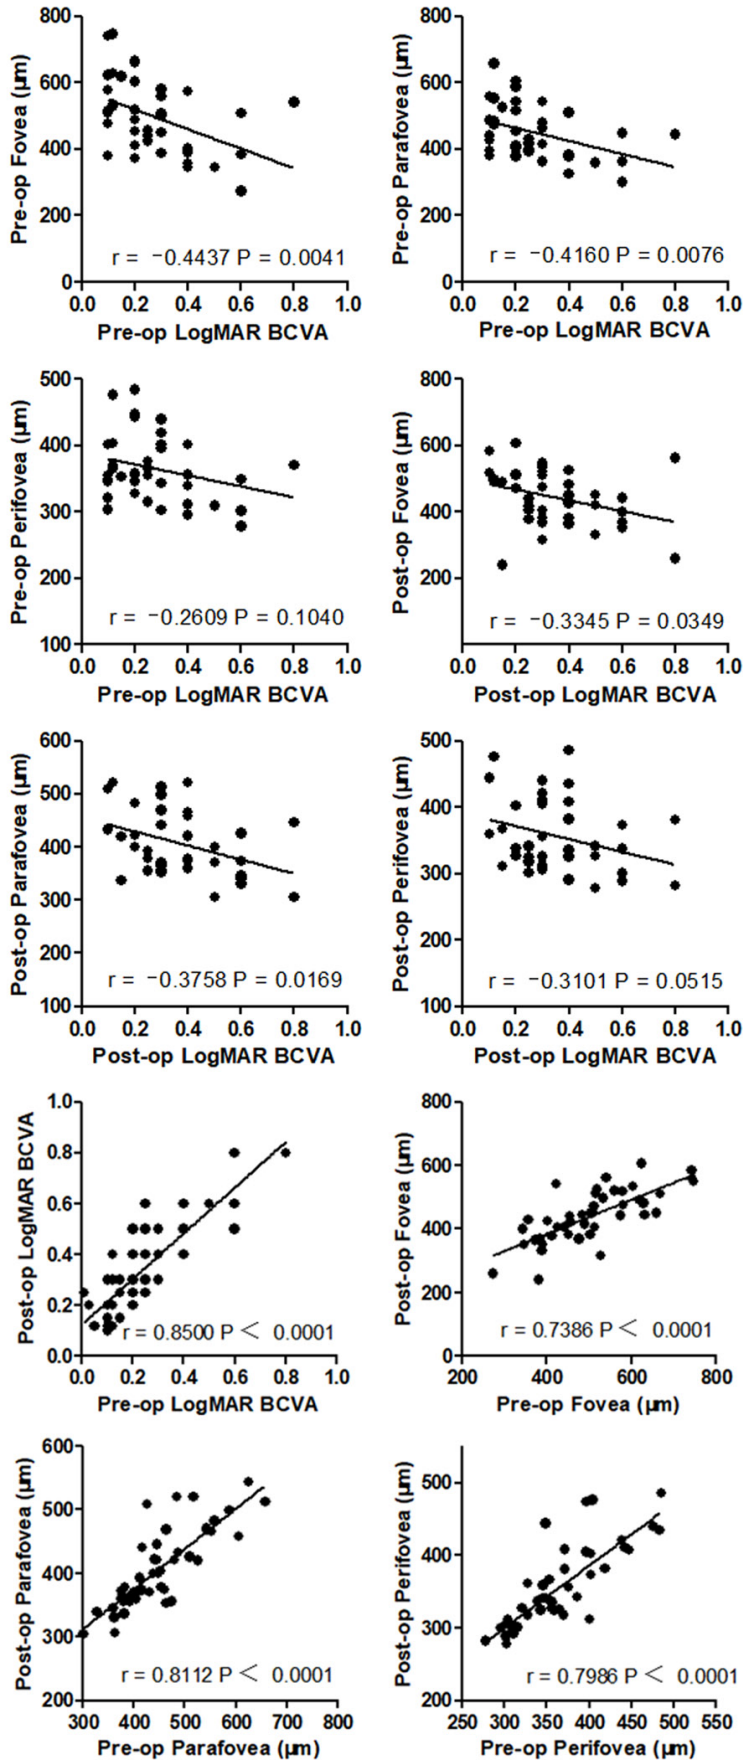 800
600
400
200
0
Pre-op Fovea (μm)
r = −0.4437 P = 0.0041
0.0 0.2 0.4 0.6 0.8 1.0
Pre-op LogMAR BCVA
800
600
400
200
0
Pre-op Parafovea (μm)
r = −0.4160 P = 0.0076
0.0 0.2 0.4 0.6 0.8 1.0
Pre-op LogMAR BCVA
500
400
300
200
100
Pre-op Perifovea (μm)
r = −0.2609 P = 0.1040
0.0 0.2 0.4 0.6 0.8 1.0
Pre-op LogMAR BCVA
800
600
400
200
Post-op Fovea (μm)
r = −0.3345 P = 0.0349
0.0 0.2 0.4 0.6 0.8 1.0
Post-op LogMAR BCVA
600
500
400
300
200
100
Post-op Parafovea (μm)
r = −0.3758 P = 0.0169
0.0 0.2 0.4 0.6 0.8 1.0
Post-op LogMAR BCVA
500
400
300
200
100
Post-op Perifovea (μm)
r = −0.3101 P = 0.0515
0.0 0.2 0.4 0.6 0.8 1.0
Post-op LogMAR BCVA
1.0
0.8
0.6
0.4
0.2
0.0
Post-op LogMAR BCVA
r = 0.8500 P < 0.0001
0.0 0.2 0.4 0.6 0.8 1.0
Pre-op LogMAR BCVA
800
600
400
200
0
Post-op Fovea (μm)
r = 0.7386 P < 0.0001
200 400 600 800
Pre-op Fovea (μm)
600
500
400
300
200
Post-op Parafovea (μm)
r = 0.8112 P < 0.0001
300 400 500 600 700 800
Pre-op Parafovea (μm)
500
400
300
200
Post-op Perifovea (μm)
r = 0.7986 P < 0.0001
250 300 350 400 450 500 550
Pre-op Perifovea (μm)